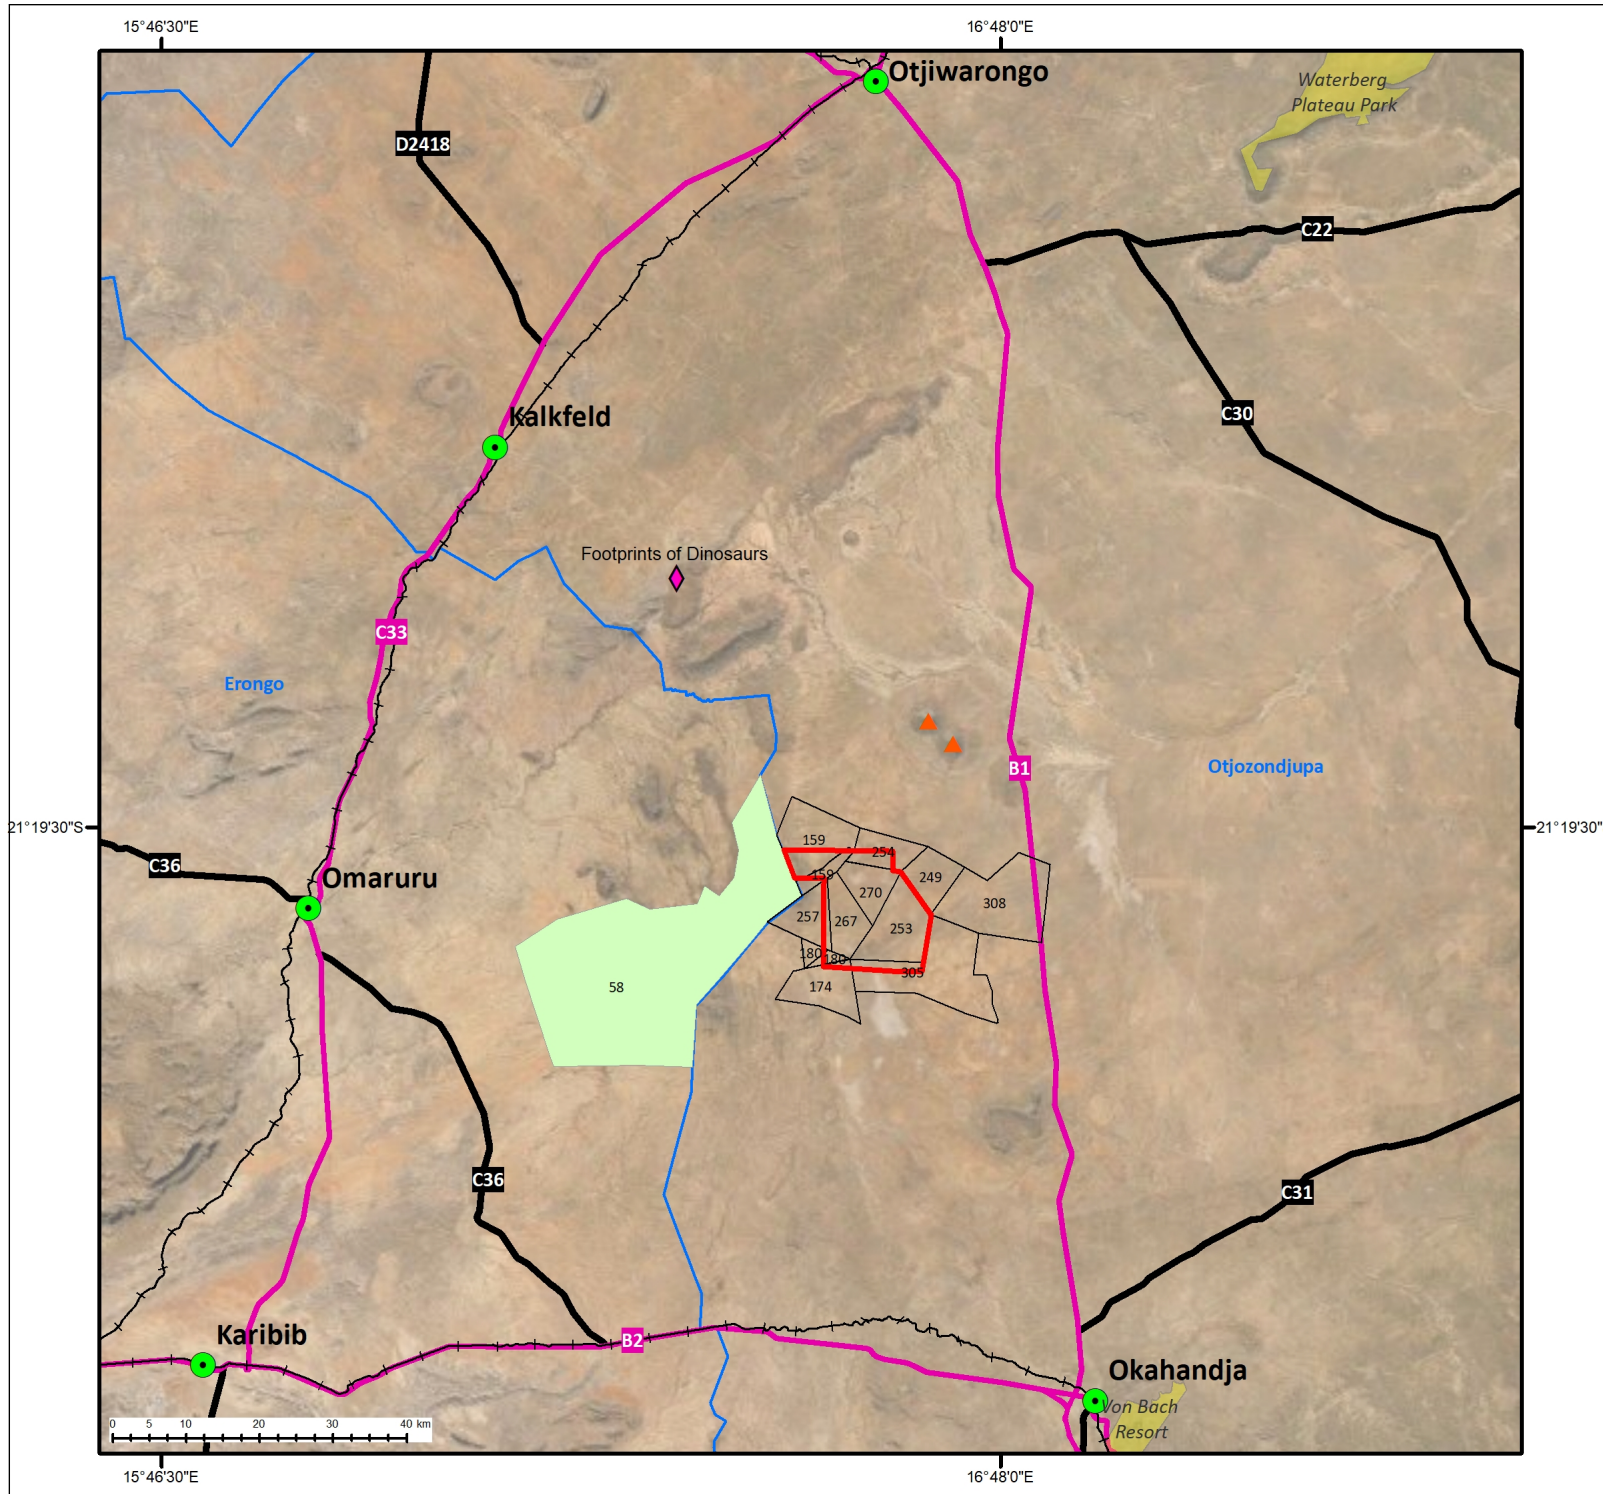 15°46'30"E
16°48'0"E
Otjiwarongo
Waterberg
Plateau Park
D2418
C22
C30
Kalkfeld
Footprints of Dinosaurs
C33
Erongo
Otjozondjupa
B1
21°19'30"S
21°19'30"
159
254
C36
Omaruru
159
249
270
308
257
267
253
180
180
305
174
58
C36
C31
Karibib
B2
Okahandja
Von Bach
Resort
0 5 10 20 30 40 km
15°46'30"E
16°48'0"E